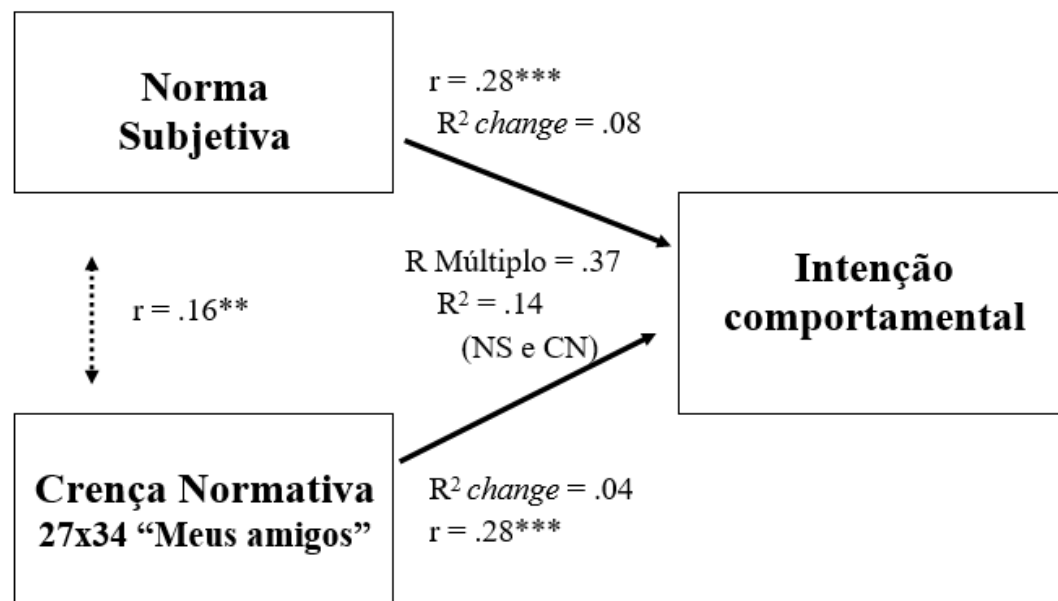 Norma
Subjetiva
r = .28***
R² change = .08
R Múltiplo = .37
R² = .14
(NS e CN)
r = .16**
Intenção
comportamental
Crença Normativa
27x34 “Meus amigos”
R² change = .04
r = .28***